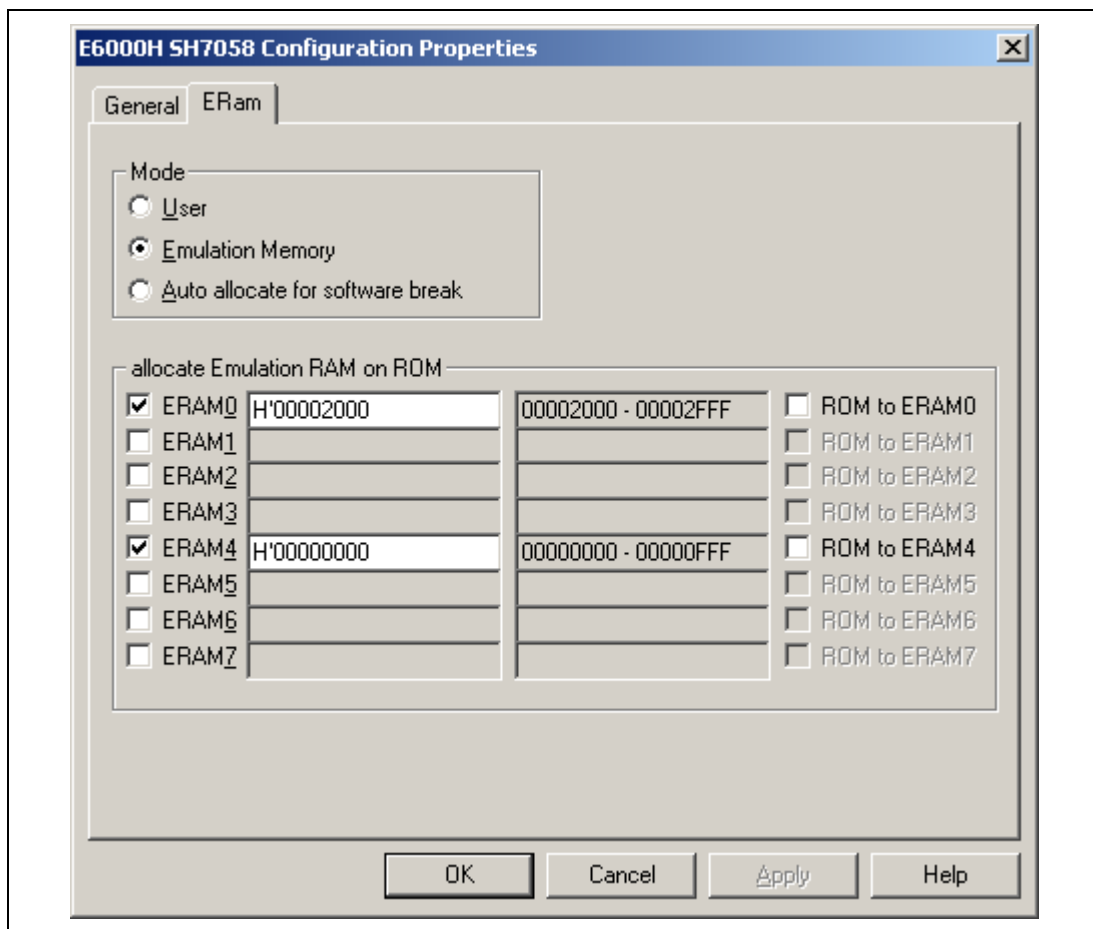 E6000H SH7058 Configuration Properties
General ERam
Mode
User
Emulation Memory
Auto allocate for software break
allocate Emulation RAM on ROM
ERAM0 H'00002000 00002000 - 00002FFF ROM to ERAM0
ERAM1 ROM to ERAM1
ERAM2 ROM to ERAM2
ERAM3 ROM to ERAM3
ERAM4 H'00000000 00000000 - 00000FFF ROM to ERAM4
ERAM5 ROM to ERAM5
ERAM6 ROM to ERAM6
ERAM7 ROM to ERAM7
OK Cancel Apply Help